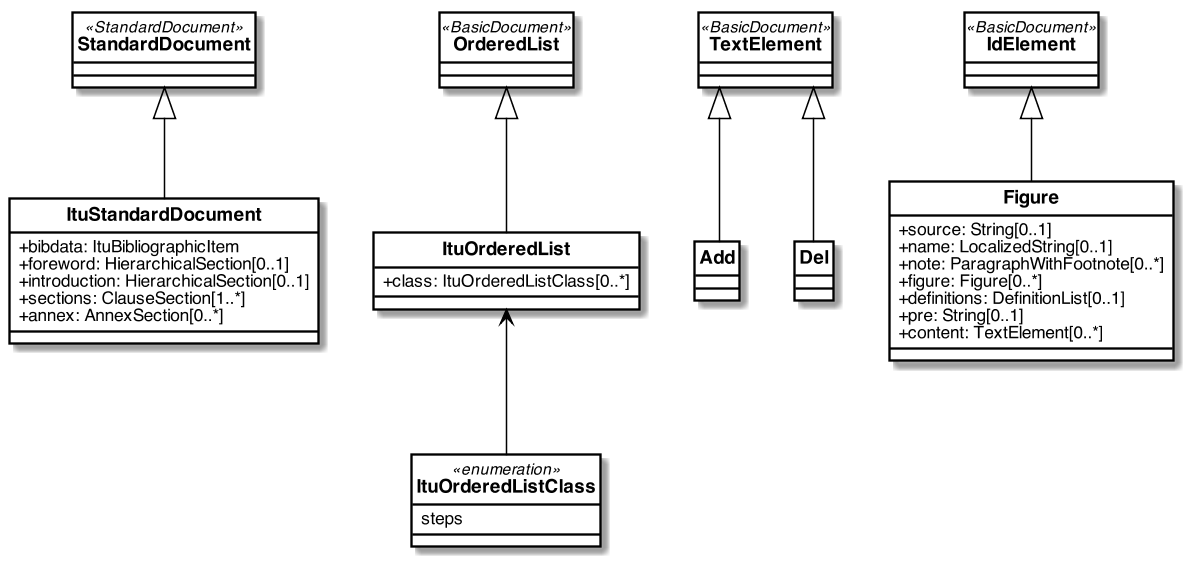 «StandardDocument»
StandardDocument
ItuStandardDocument
+bibdata: ItuBibliographicItem
+foreword: HierarchicalSection[0..1]
+introduction: HierarchicalSection[0..1]
+sections: ClauseSection[1..*]
+annex: AnnexSection[0..*]
«BasicDocument»
OrderedList
ItuOrderedList
+class: ItuOrderedListClass[0..*]
«enumeration»
ItuOrderedListClass
steps
«BasicDocument»
TextElement
Add
Del
«BasicDocument»
IdElement
Figure
+source: String[0..1]
+name: LocalizedString[0..1]
+note: ParagraphWithFootnote[0..*]
+figure: Figure[0..*]
+definitions: DefinitionList[0..1]
+pre: String[0..1]
+content: TextElement[0..*]